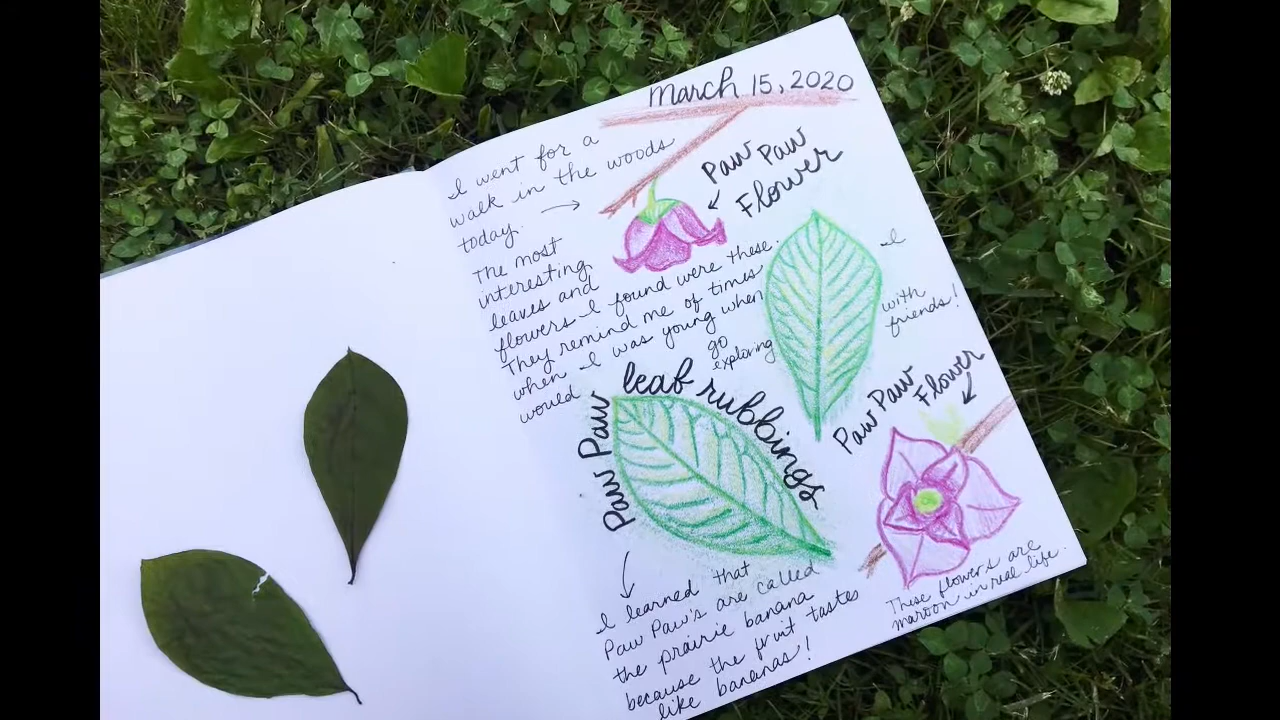 March 15, 2020
I went for a
walk in the woods
today.
Paw Paw
Flower
The most
interesting
leaves and
flowers I found were these.
They remind me of times
when I was young when I
would go
exploring
with
friends!
leaf rubbings
Paw Paw
Paw Paw Flower
I learned that
Paw Paw's are called
the prairie banana
because the fruit tastes
like bananas!
These flowers are
maroon in real life.